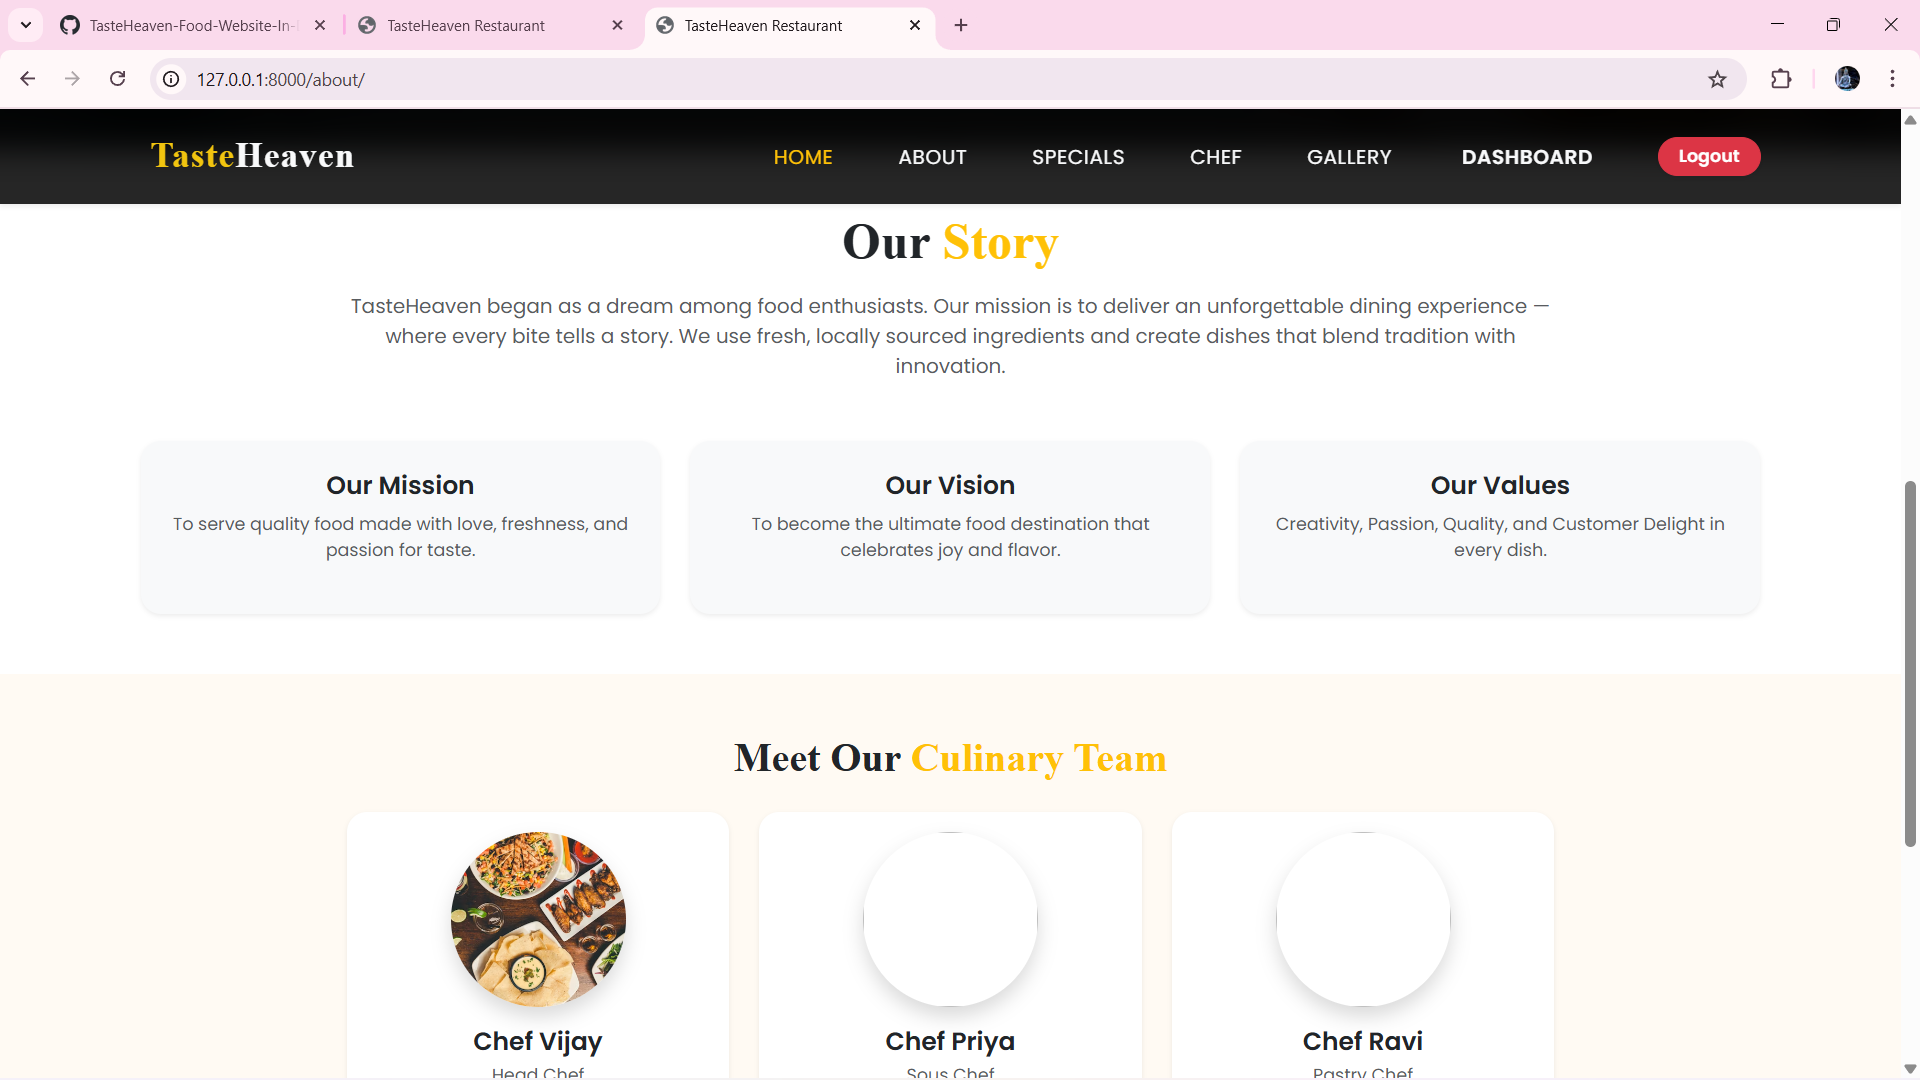 TasteHeaven-Food-Website-In-
TasteHeaven Restaurant
TasteHeaven Restaurant
127.0.0.1:8000/about/
TasteHeaven
HOME
ABOUT
SPECIALS
CHEF
GALLERY
DASHBOARD
Logout
Our Story
TasteHeaven began as a dream among food enthusiasts. Our mission is to deliver an unforgettable dining experience —
where every bite tells a story. We use fresh, locally sourced ingredients and create dishes that blend tradition with
innovation.
Our Mission
To serve quality food made with love, freshness, and
passion for taste.
Our Vision
To become the ultimate food destination that
celebrates joy and flavor.
Our Values
Creativity, Passion, Quality, and Customer Delight in
every dish.
Meet Our Culinary Team
Chef Vijay
Head Chef
Chef Priya
Sous Chef
Chef Ravi
Pastry Chef